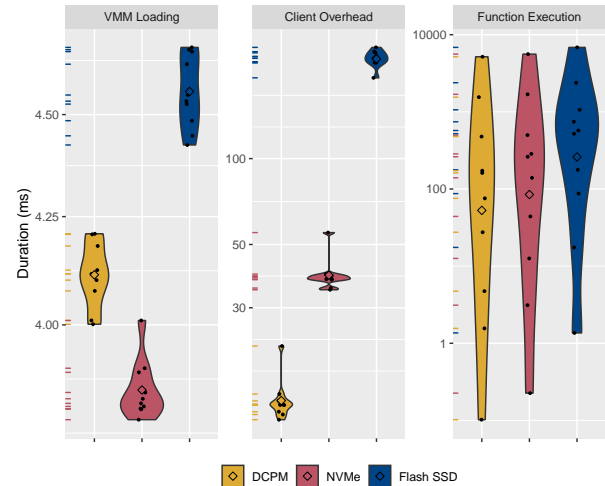 VMM Loading
Client Overhead
Function Execution
Duration (ms)
4.50
4.25
4.00
100
50
30
10000
100
1
DCPM
NVMe
Flash SSD